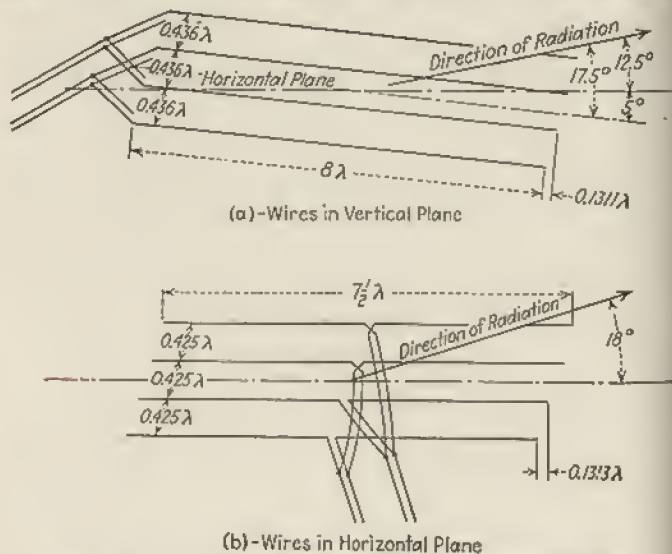 0.436λ
0.436λ
0.436λ
Horizontal Plane
Direction of Radiation
12.5°
17.5°
5°
8λ
0.1311λ
(a)-Wires in Vertical Plane
7½λ
0.425λ
0.425λ
0.425λ
Direction of Radiation
18°
0.1313λ
(b)-Wires in Horizontal Plane